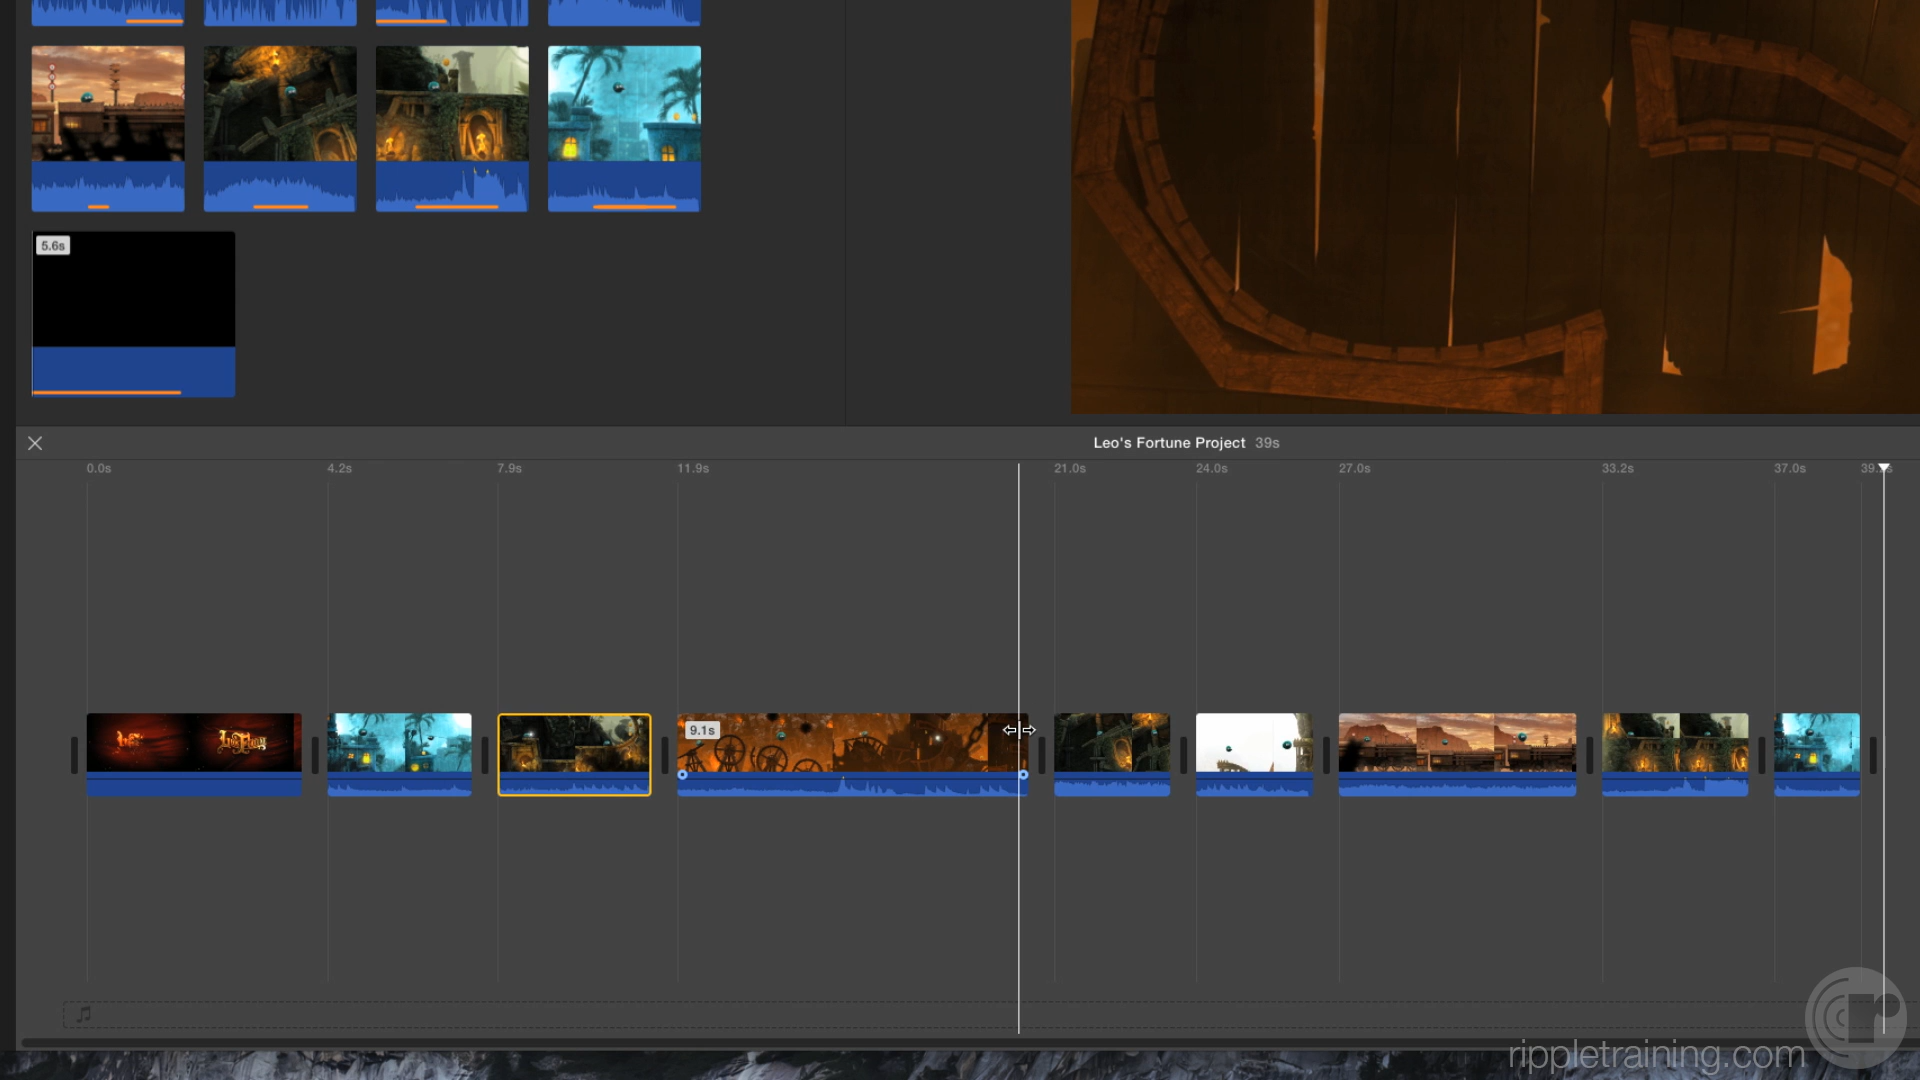 5.6s
Leo's Fortune Project 39s
0.0s 4.2s 7.9s 11.9s 21.0s 24.0s 27.0s 33.2s 37.0s
9.1s
rippletraining.com